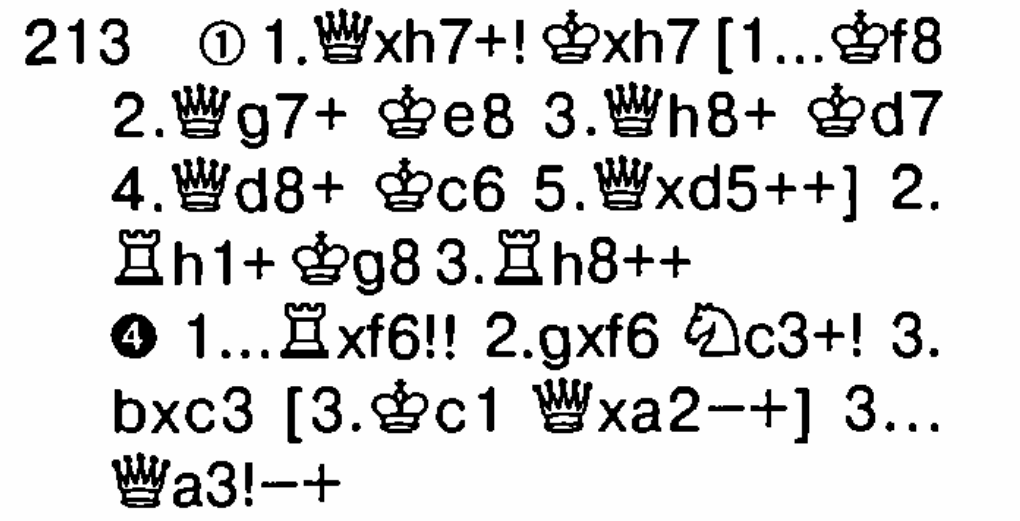 213 ① 1.♕xh7+! ♔xh7 [1...♔f8
2.♕g7+ ♔e8 3.♕h8+ ♔d7
4.♕d8+ ♔c6 5.♕xd5++] 2.
♖h1+ ♔g8 3.♖h8++
❹ 1...♖xf6!! 2.gxf6 ♘c3+! 3.
bxc3 [3.♔c1 ♕xa2−+] 3...
♕a3!−+